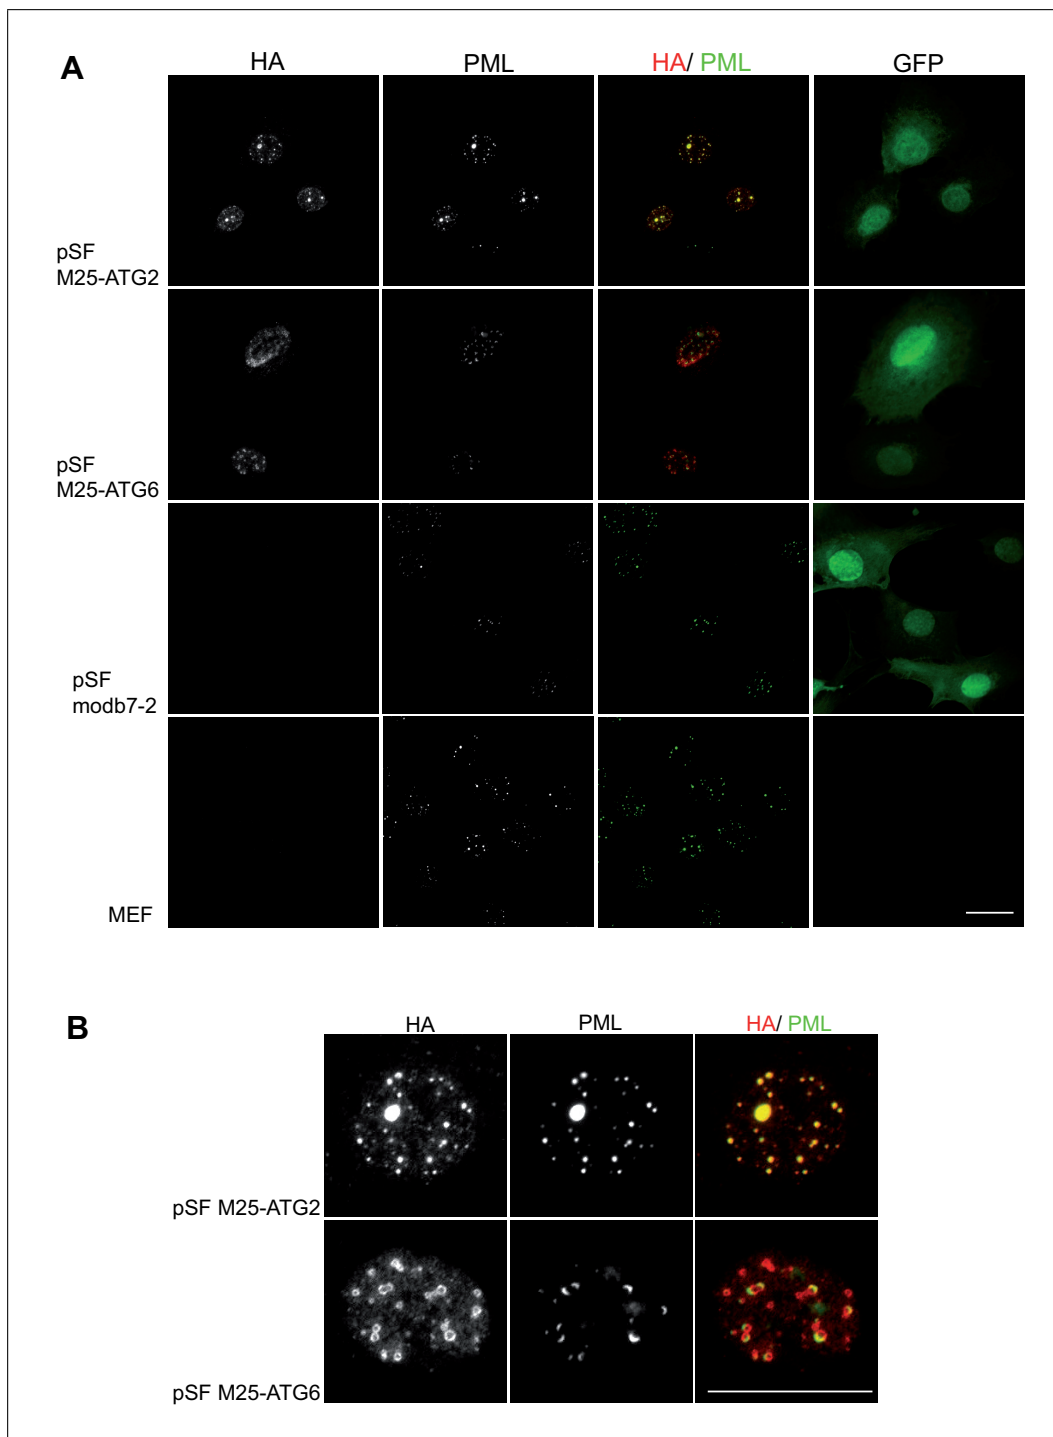 A
HA PML HA/ PML GFP
pSF
M25-ATG2
pSF
M25-ATG6
pSF
modb7-2
MEF
B
HA PML HA/ PML
pSF M25-ATG2
pSF M25-ATG6